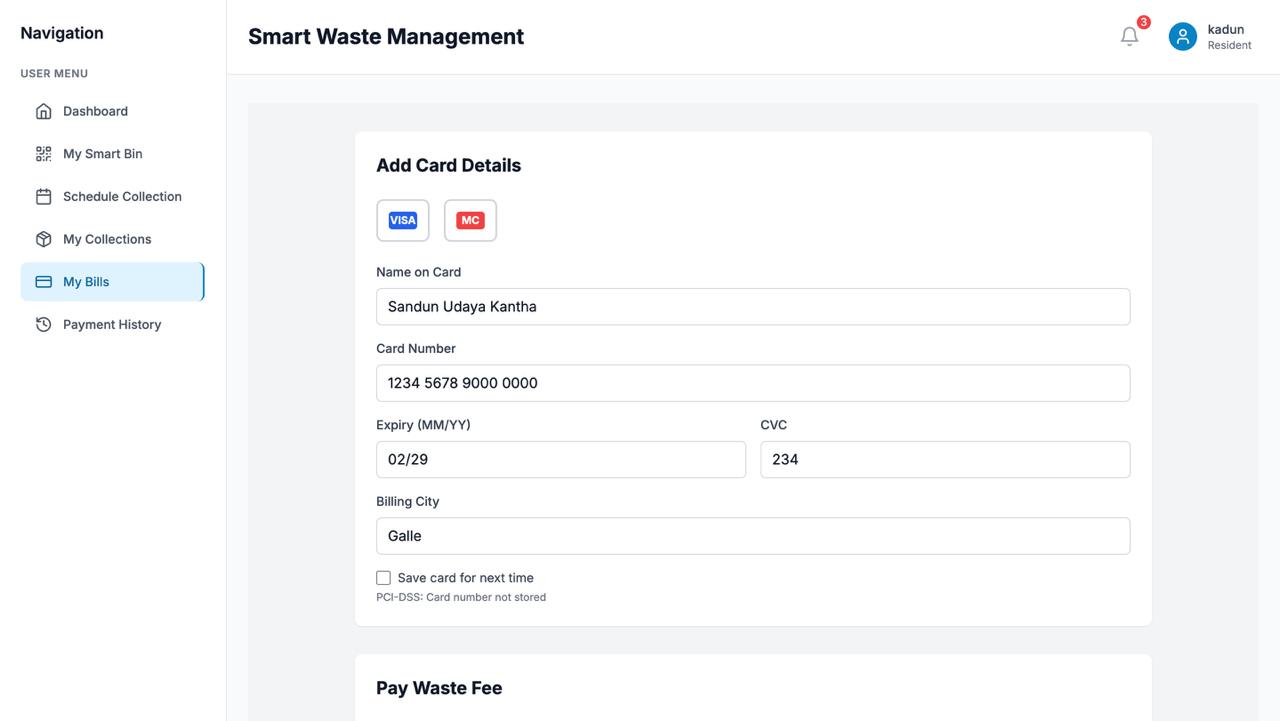 Navigation
USER MENU
Dashboard
My Smart Bin
Schedule Collection
My Collections
My Bills
Payment History
Smart Waste Management
3
kadun
Resident
Add Card Details
VISA
MC
Name on Card
Sandun Udaya Kantha
Card Number
1234 5678 9000 0000
Expiry (MM/YY)
02/29
CVC
234
Billing City
Galle
Save card for next time
PCI-DSS: Card number not stored
Pay Waste Fee